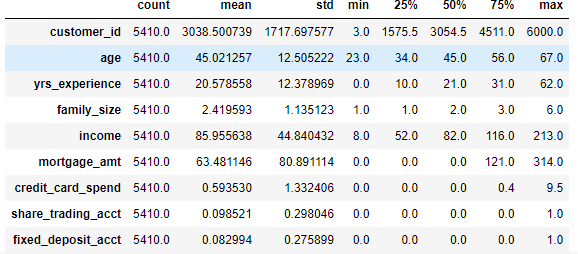 count mean std min 25% 50% 75% max
customer_id 5410.0 3038.500739 1717.697577 3.0 1575.5 3054.5 4511.0 6000.0
age 5410.0 45.021257 12.505222 23.0 34.0 45.0 56.0 67.0
yrs_experience 5410.0 20.578558 12.378969 0.0 10.0 21.0 31.0 62.0
family_size 5410.0 2.419593 1.135123 1.0 1.0 2.0 3.0 6.0
income 5410.0 85.955638 44.840432 8.0 52.0 82.0 116.0 213.0
mortgage_amt 5410.0 63.481146 80.891114 0.0 0.0 0.0 121.0 314.0
credit_card_spend 5410.0 0.593530 1.332406 0.0 0.0 0.0 0.4 9.5
share_trading_acct 5410.0 0.098521 0.298046 0.0 0.0 0.0 0.0 1.0
fixed_deposit_acct 5410.0 0.082994 0.275899 0.0 0.0 0.0 0.0 1.0